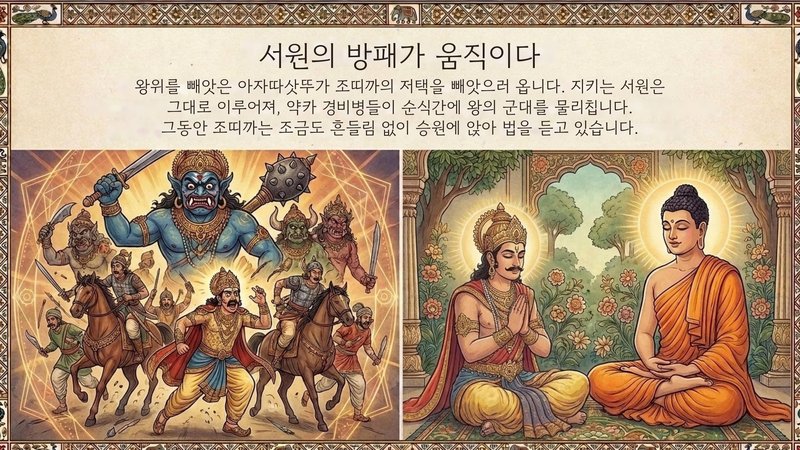 서원의 방패가 움직이다
왕위를 빼앗은 아자따삿뚜가 조띠까의 저택을 빼앗으러 옵니다. 지키는 서원은
그대로 이루어져, 약카 경비병들이 순식간에 왕의 군대를 물리칩니다.
그동안 조띠까는 조금도 흔들림 없이 승원에 앉아 법을 듣고 있습니다.